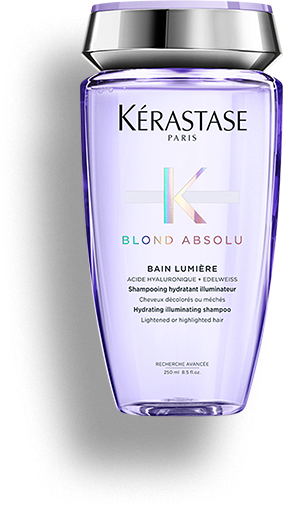 KÉRASTASE
PARIS
K
BLOND ABSOLU
BAIN LUMIÈRE
ACIDE HYALURONIQUE + EDELWEISS
Shampooing hydratant illuminateur
Cheveux décolorés ou méchés
Hydrating illuminating shampoo
Lightened or highlighted hair
RECHERCHE AVANCÉE
250 ml 8.5 fl.oz.